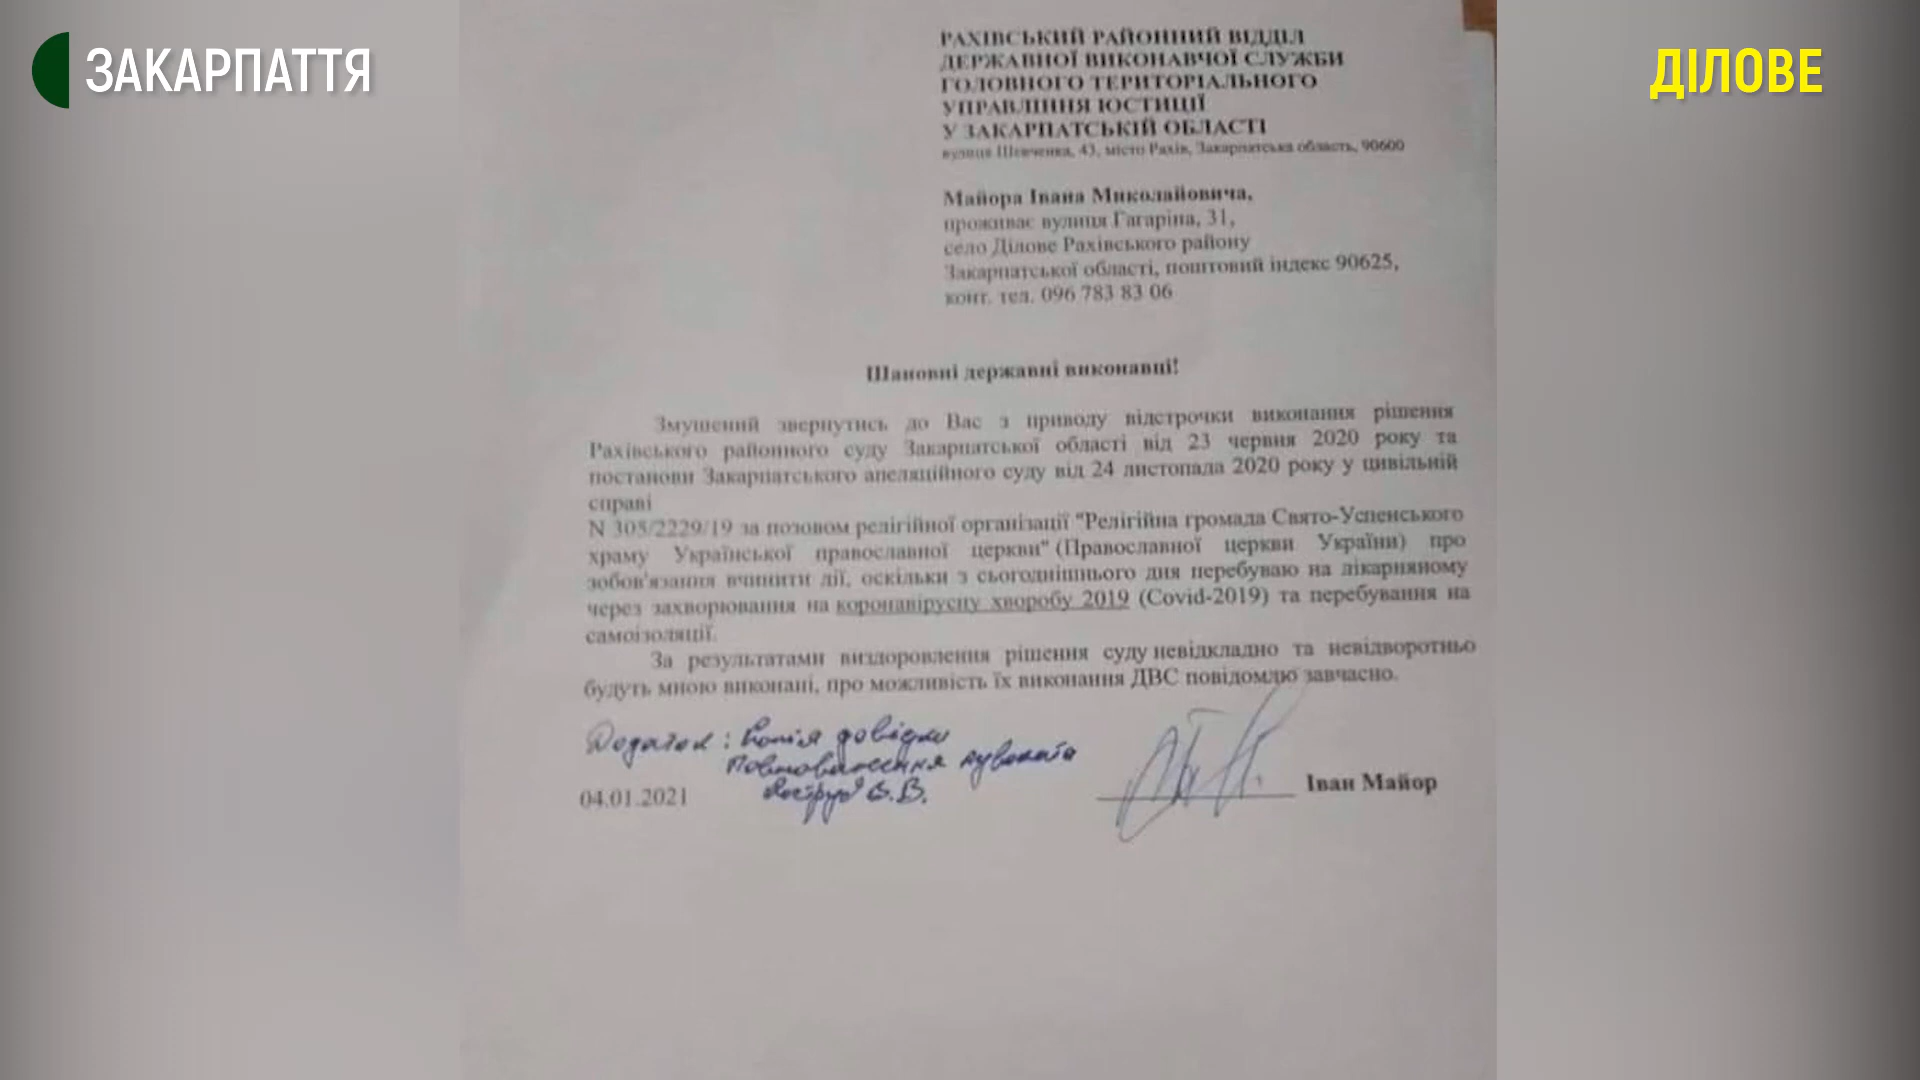 ЗАКАРПАТТЯ
ДІЛОВЕ
РАХІВСЬКИЙ РАЙОННИЙ ВІДДІЛ
ДЕРЖАВНОЇ ВИКОНАВЧОЇ СЛУЖБИ
ГОЛОВНОГО ТЕРИТОРІАЛЬНОГО
УПРАВЛІННЯ ЮСТИЦІЇ
У ЗАКАРПАТСЬКІЙ ОБЛАСТІ
вулиця Шевченка, 43, місто Рахів, Закарпатська область, 90600
Майора Івана Миколайовича,
проживає вулиця Гагаріна, 31,
село Ділове Рахівського району
Закарпатської області, поштовий індекс 90625,
конт. тел. 096 783 83 06
Шановні державні виконавці!
Змушений звернутись до Вас з приводу відстрочки виконання рішення
Рахівського районного суду Закарпатської області від 23 червня 2020 року та
постанови Закарпатського апеляційного суду від 24 листопада 2020 року у цивільній
справі
N 305/2229/19 за позовом релігійної організації "Релігійна громада Свято-Успенського
храму Української православної церкви" (Православної церкви України) про
зобов'язання вчинити дії, оскільки з сьогоднішнього дня перебуваю на лікарняному
через захворювання на коронавірусну хворобу 2019 (Covid-2019) та перебування на
самоізоляції.
За результатами виздоровлення рішення суду невідкладно та невідворотньо
будуть мною виконані, про можливість їх виконання ДВС повідомлю завчасно.
Додаток: Копія довідки
Повідомлення адвоката
В.В.
04.01.2021
Іван Майор